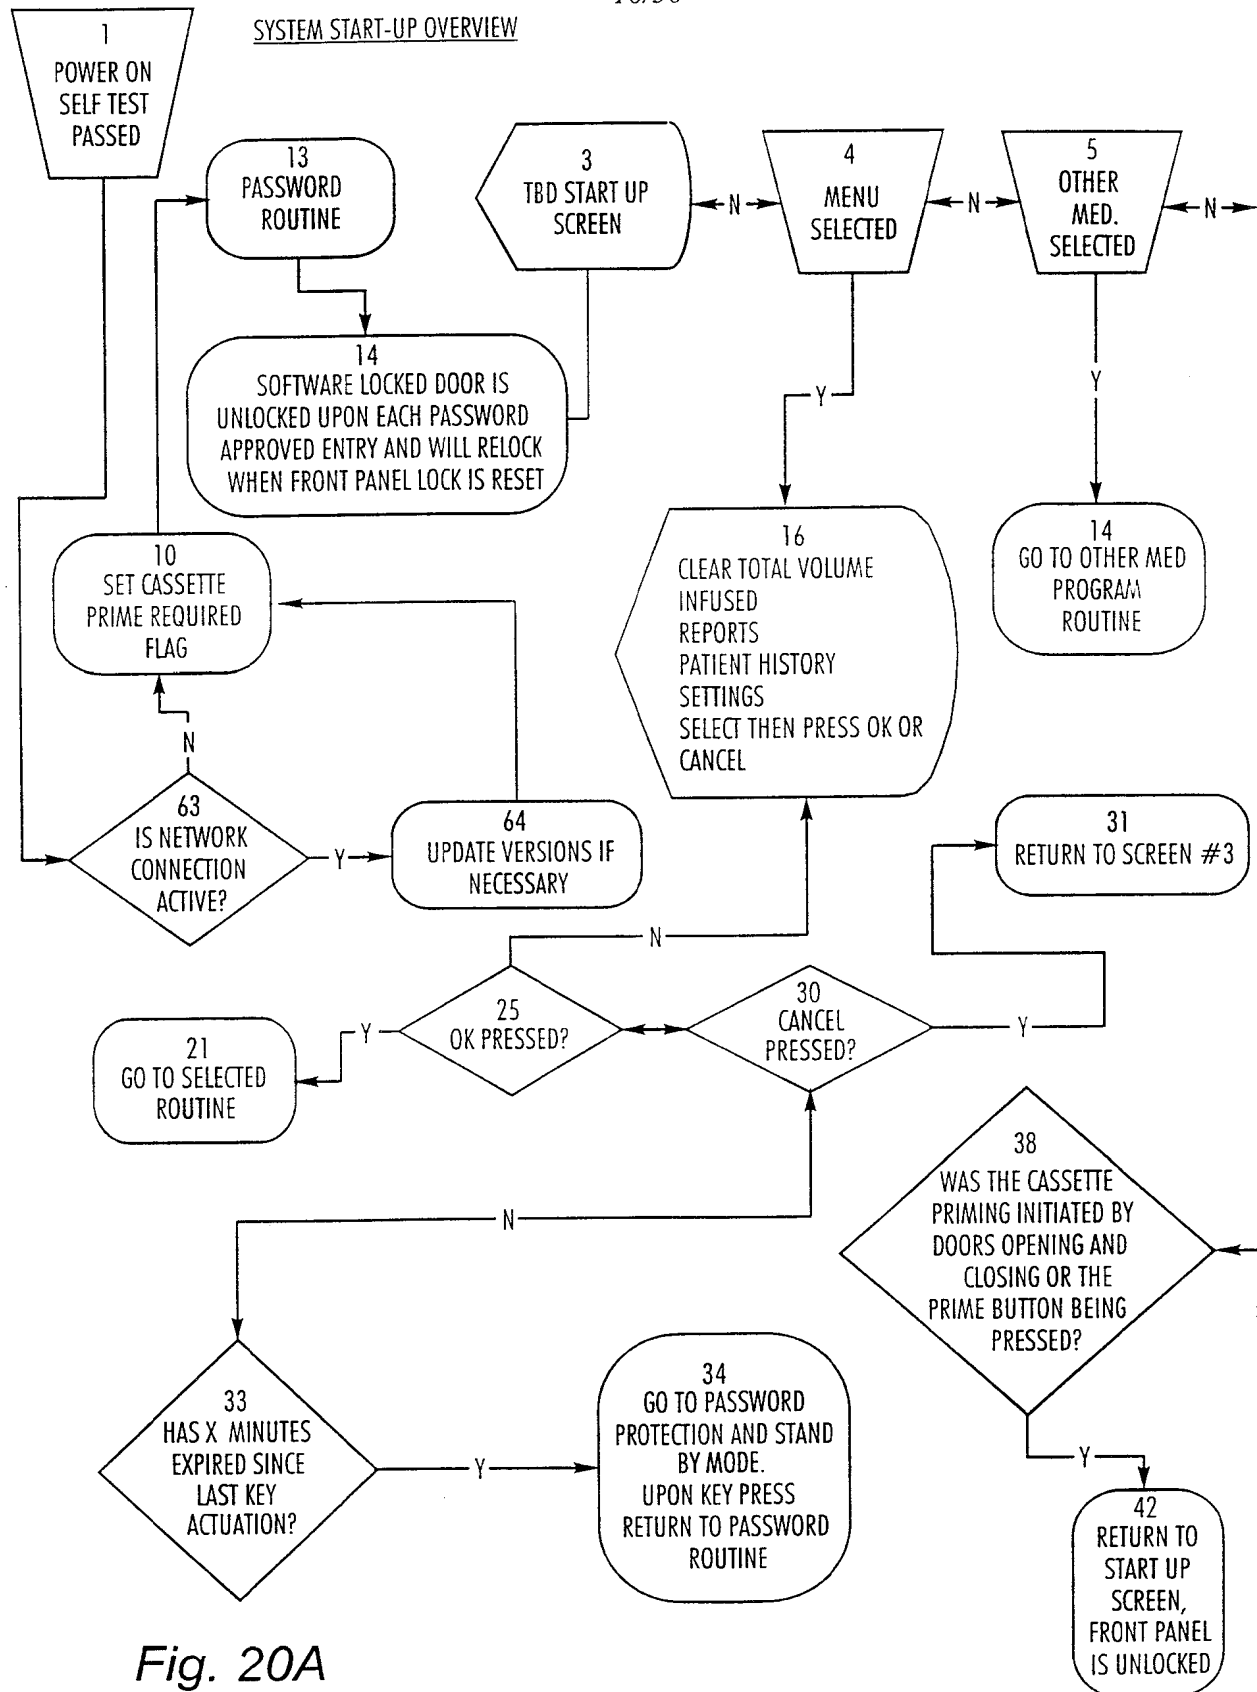 SYSTEM START-UP OVERVIEW
1
POWER ON
SELF TEST
PASSED
13
PASSWORD
ROUTINE
3
TBD START UP
SCREEN
N
4
MENU
SELECTED
N
5
OTHER
MED.
SELECTED
N
14
SOFTWARE LOCKED DOOR IS
UNLOCKED UPON EACH PASSWORD
APPROVED ENTRY AND WILL RELOCK
WHEN FRONT PANEL LOCK IS RESET
Y
Y
10
SET CASSETTE
PRIME REQUIRED
FLAG
16
CLEAR TOTAL VOLUME
INFUSED
REPORTS
PATIENT HISTORY
SETTINGS
SELECT THEN PRESS OK OR
CANCEL
14
GO TO OTHER MED
PROGRAM
ROUTINE
N
63
IS NETWORK
CONNECTION
ACTIVE?
Y
64
UPDATE VERSIONS IF
NECESSARY
31
RETURN TO SCREEN #3
N
25
OK PRESSED?
30
CANCEL
PRESSED?
Y
Y
21
GO TO SELECTED
ROUTINE
N
38
WAS THE CASSETTE
PRIMING INITIATED BY
DOORS OPENING AND
CLOSING OR THE
PRIME BUTTON BEING
PRESSED?
33
HAS X MINUTES
EXPIRED SINCE
LAST KEY
ACTUATION?
Y
34
GO TO PASSWORD
PROTECTION AND STAND
BY MODE.
UPON KEY PRESS
RETURN TO PASSWORD
ROUTINE
Y
42
RETURN TO
START UP
SCREEN,
FRONT PANEL
IS UNLOCKED
Fig. 20A